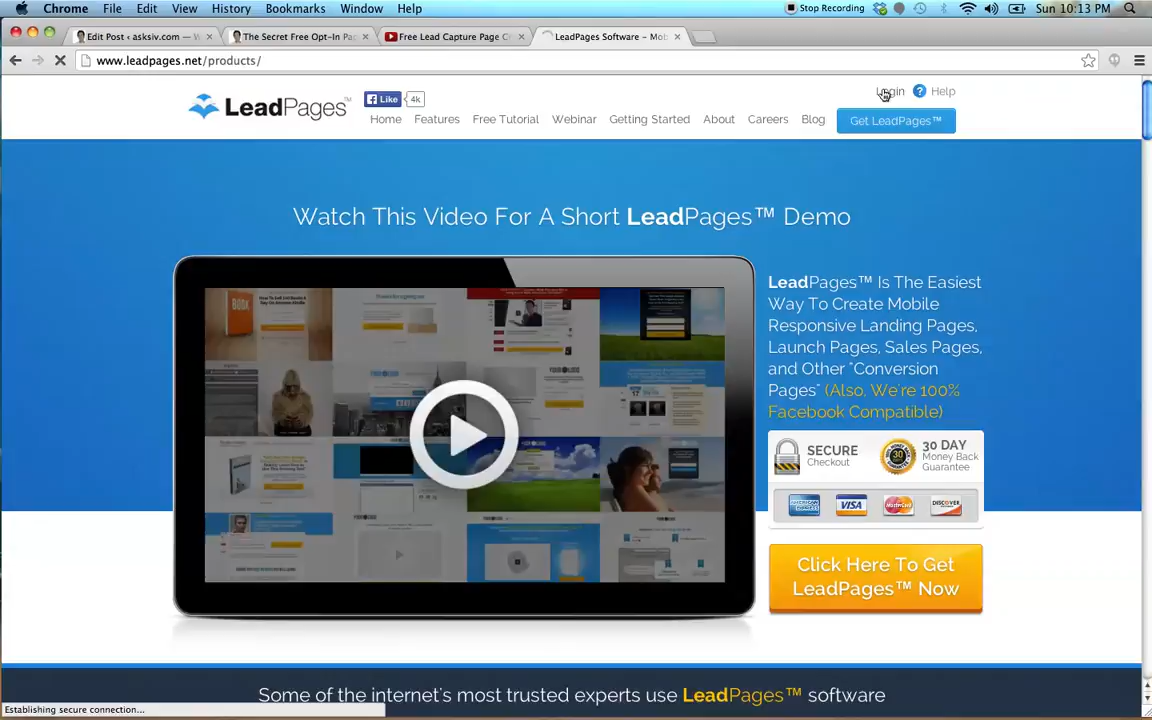 Chrome File Edit View History Bookmarks Window Help Stop Recording Sun 10:13 PM
Edit Post ‹ asksiv.com — W
The Secret Free Opt-In Pa
Free Lead Capture Page C
LeadPages Software – Mob
www.leadpages.net/products/
Login Help
LeadPages™ Like 4k
Home Features Free Tutorial Webinar Getting Started About Careers Blog Get LeadPages™
Watch This Video For A Short LeadPages™ Demo
LeadPages™ Is The Easiest
Way To Create Mobile
Responsive Landing Pages,
Launch Pages, Sales Pages,
and Other "Conversion
Pages" (Also, We're 100%
Facebook Compatible)
SECURE
Checkout
30 DAY
Money Back
Guarantee
VISA
MasterCard
DISCOVER
Click Here To Get
LeadPages™ Now
Some of the internet's most trusted experts use LeadPages™ software
Establishing secure connection...